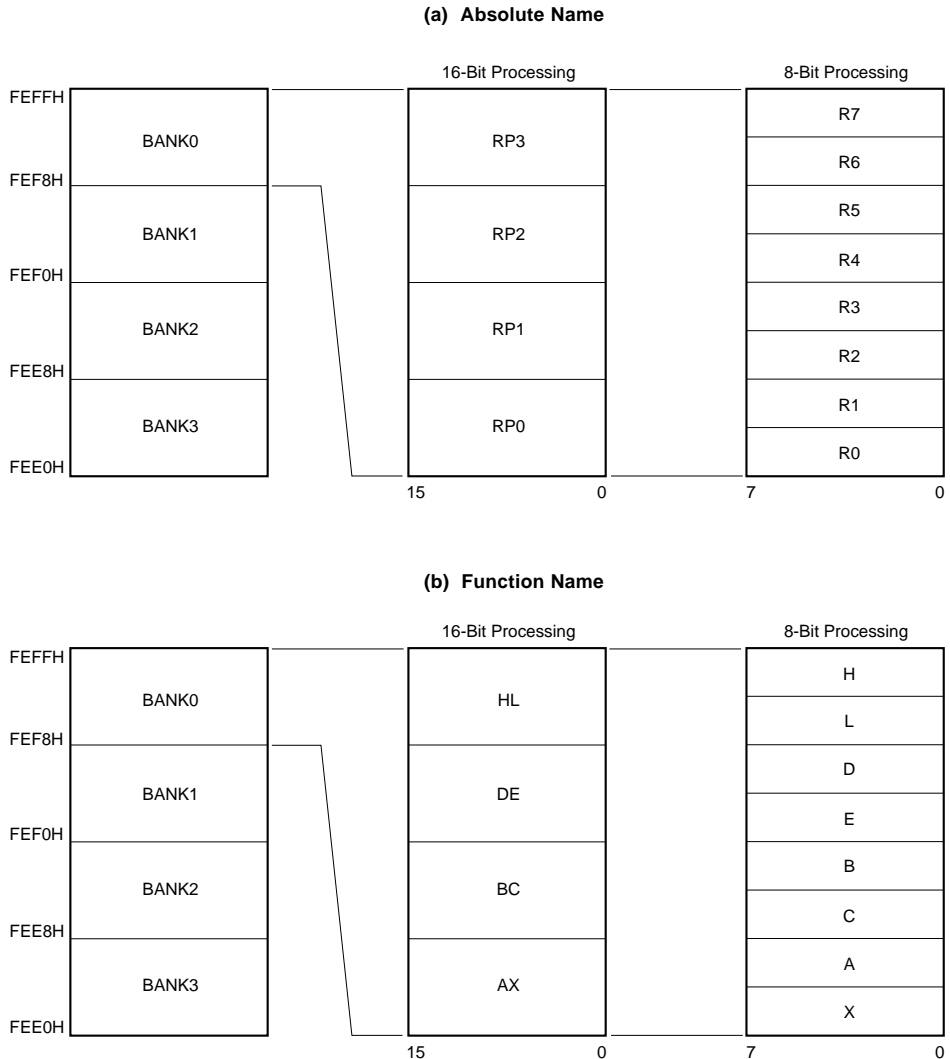 (a) Absolute Name
16-Bit Processing
8-Bit Processing
FEFFH
BANK0
RP3
R7
R6
FEF8H
BANK1
RP2
R5
R4
FEF0H
BANK2
RP1
R3
R2
FEE8H
BANK3
RP0
R1
R0
FEE0H
15 0
7 0
(b) Function Name
16-Bit Processing
8-Bit Processing
FEFFH
BANK0
HL
H
L
FEF8H
BANK1
DE
D
E
FEF0H
BANK2
BC
B
C
FEE8H
BANK3
AX
A
X
FEE0H
15 0
7 0